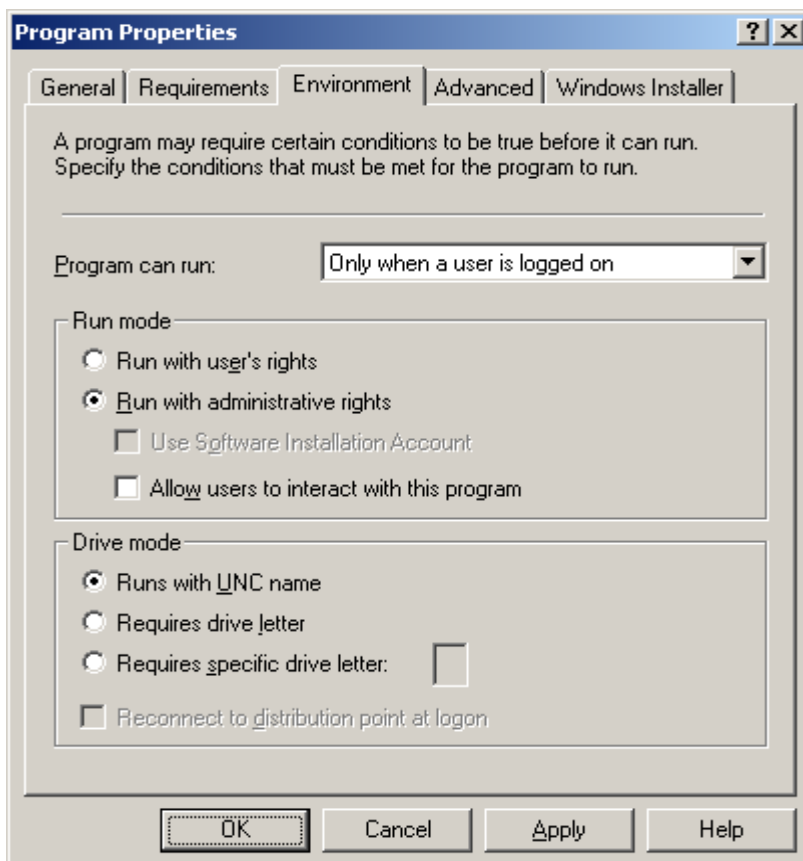 Program Properties
General Requirements Environment Advanced Windows Installer
A program may require certain conditions to be true before it can run.
Specify the conditions that must be met for the program to run.
Program can run: Only when a user is logged on
Run mode
Run with user's rights
Run with administrative rights
Use Software Installation Account
Allow users to interact with this program
Drive mode
Runs with UNC name
Requires drive letter
Requires specific drive letter:
Reconnect to distribution point at logon
OK Cancel Apply Help